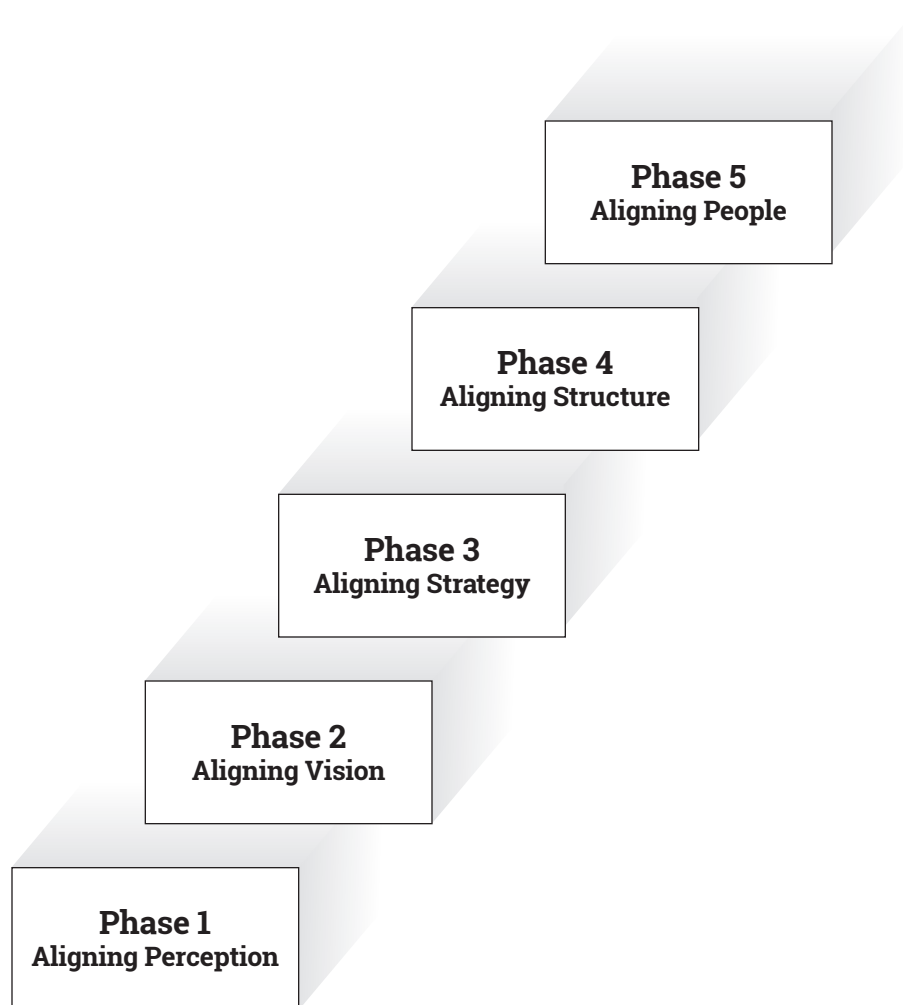 Phase 5
Aligning People
Phase 4
Aligning Structure
Phase 3
Aligning Strategy
Phase 2
Aligning Vision
Phase 1
Aligning Perception